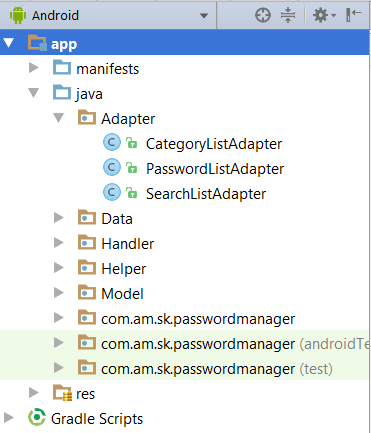 Android
app
manifests
java
Adapter
C CategoryListAdapter
C PasswordListAdapter
C SearchListAdapter
Data
Handler
Helper
Model
com.am.sk.passwordmanager
com.am.sk.passwordmanager (androidTe
com.am.sk.passwordmanager (test)
res
Gradle Scripts